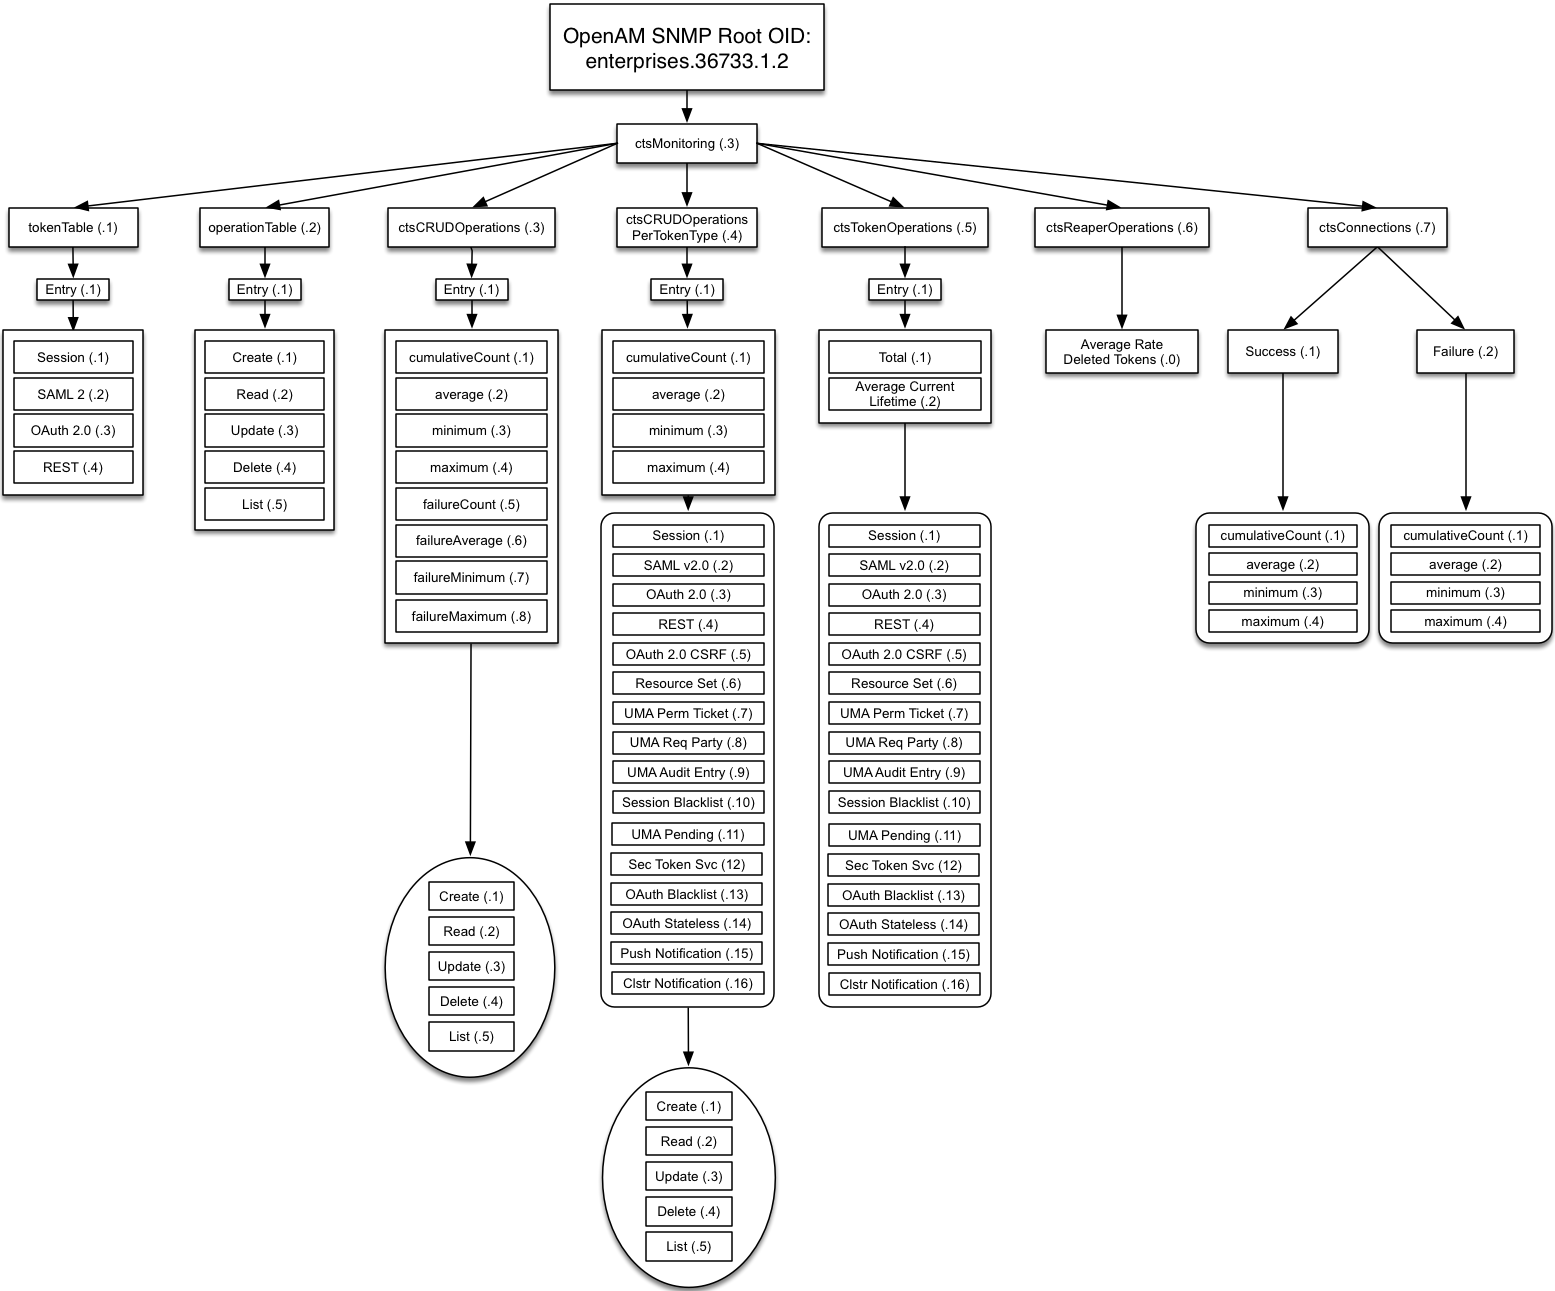 OpenAM SNMP Root OID:
enterprises.36733.1.2
ctsMonitoring (.3)
tokenTable (.1)
operationTable (.2)
ctsCRUDOperations (.3)
ctsCRUDOperations
PerTokenType (.4)
ctsTokenOperations (.5)
ctsReaperOperations (.6)
ctsConnections (.7)
Entry (.1)
Entry (.1)
Entry (.1)
Entry (.1)
Entry (.1)
Session (.1)
SAML 2 (.2)
OAuth 2.0 (.3)
REST (.4)
Create (.1)
Read (.2)
Update (.3)
Delete (.4)
List (.5)
cumulativeCount (.1)
average (.2)
minimum (.3)
maximum (.4)
failureCount (.5)
failureAverage (.6)
failureMinimum (.7)
failureMaximum (.8)
Create (.1)
Read (.2)
Update (.3)
Delete (.4)
List (.5)
cumulativeCount (.1)
average (.2)
minimum (.3)
maximum (.4)
Session (.1)
SAML v2.0 (.2)
OAuth 2.0 (.3)
REST (.4)
OAuth 2.0 CSRF (.5)
Resource Set (.6)
UMA Perm Ticket (.7)
UMA Req Party (.8)
UMA Audit Entry (.9)
Session Blacklist (.10)
UMA Pending (.11)
Sec Token Svc (12)
OAuth Blacklist (.13)
OAuth Stateless (.14)
Push Notification (.15)
Clstr Notification (.16)
Create (.1)
Read (.2)
Update (.3)
Delete (.4)
List (.5)
Total (.1)
Average Current
Lifetime (.2)
Session (.1)
SAML v2.0 (.2)
OAuth 2.0 (.3)
REST (.4)
OAuth 2.0 CSRF (.5)
Resource Set (.6)
UMA Perm Ticket (.7)
UMA Req Party (.8)
UMA Audit Entry (.9)
Session Blacklist (.10)
UMA Pending (.11)
Sec Token Svc (12)
OAuth Blacklist (.13)
OAuth Stateless (.14)
Push Notification (.15)
Clstr Notification (.16)
Average Rate
Deleted Tokens (.0)
Success (.1)
cumulativeCount (.1)
average (.2)
minimum (.3)
maximum (.4)
Failure (.2)
cumulativeCount (.1)
average (.2)
minimum (.3)
maximum (.4)